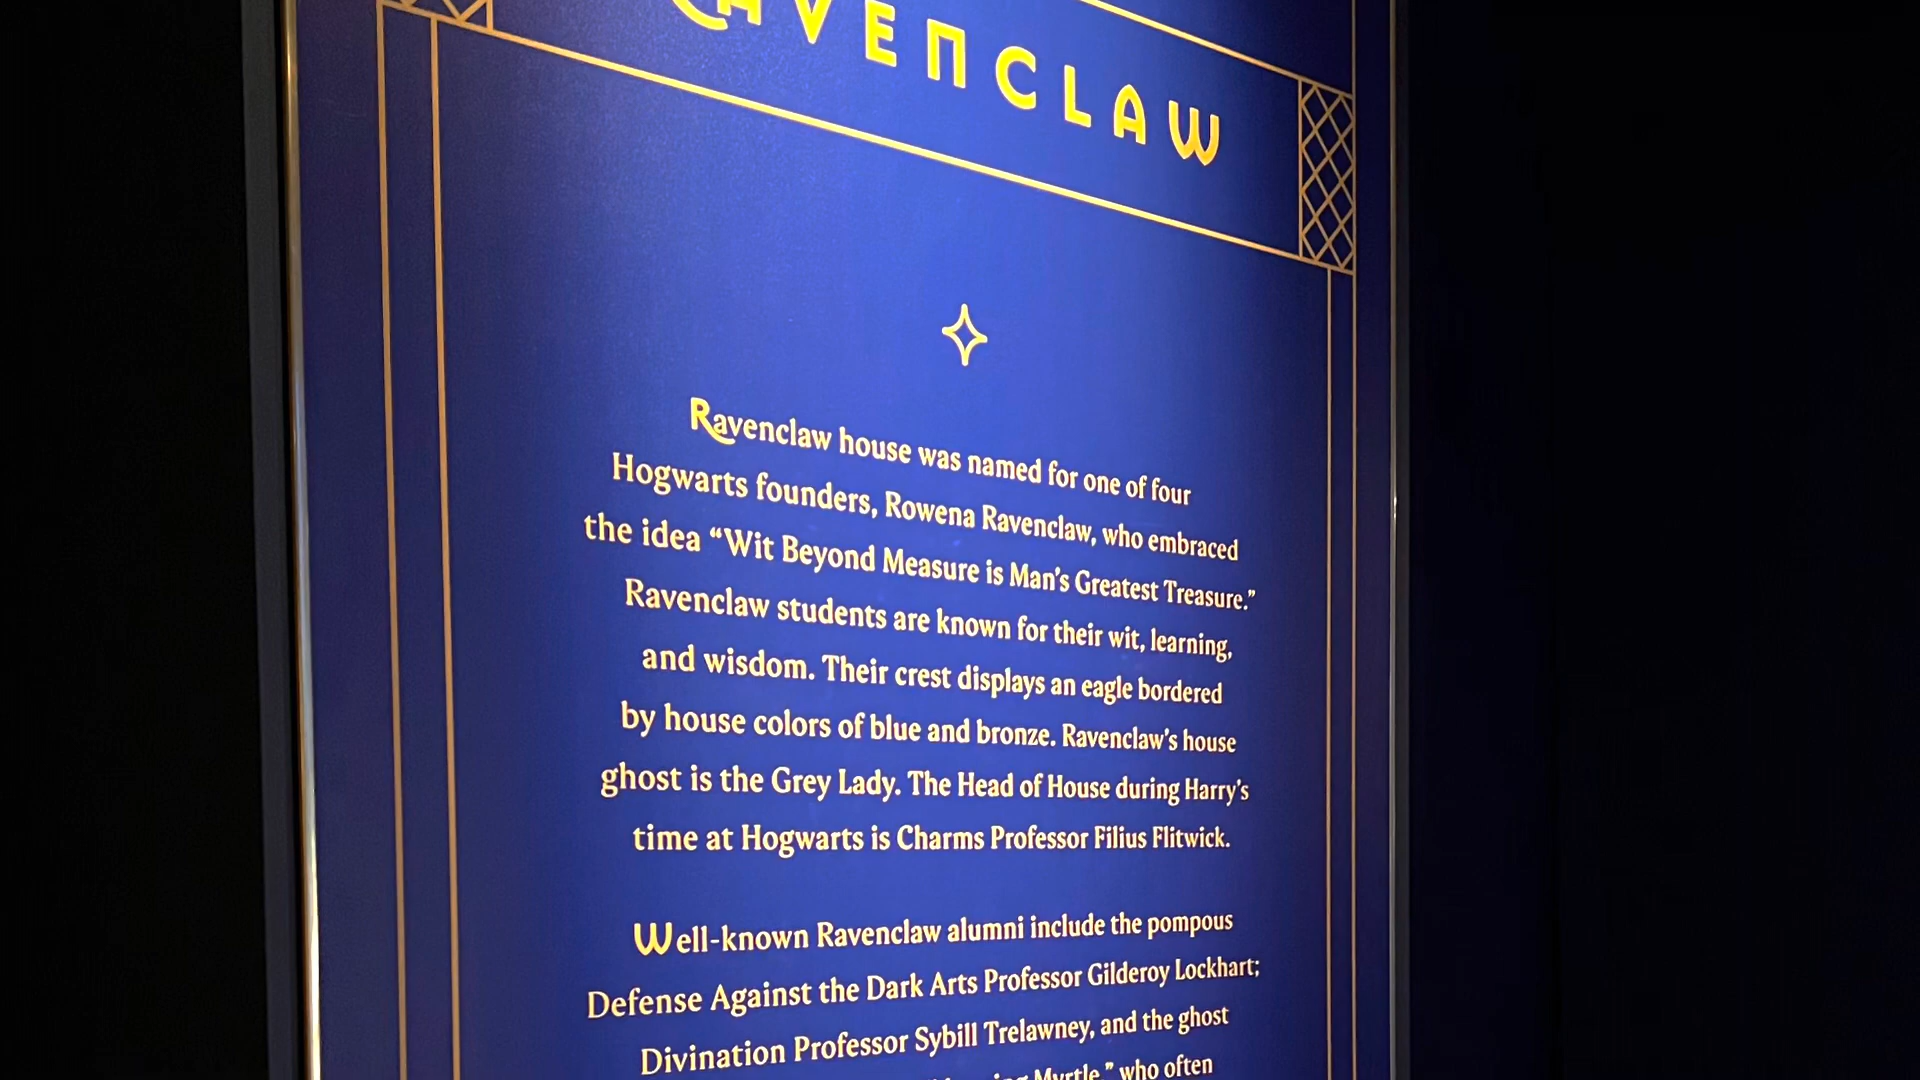 RAVENCLAW
Ravenclaw house was named for one of four
Hogwarts founders, Rowena Ravenclaw, who embraced
the idea “Wit Beyond Measure is Man’s Greatest Treasure.”
Ravenclaw students are known for their wit, learning,
and wisdom. Their crest displays an eagle bordered
by house colors of blue and bronze. Ravenclaw’s house
ghost is the Grey Lady. The Head of House during Harry’s
time at Hogwarts is Charms Professor Filius Flitwick.
Well-known Ravenclaw alumni include the pompous
Defense Against the Dark Arts Professor Gilderoy Lockhart;
Divination Professor Sybill Trelawney, and the ghost
Myrtle,” who often